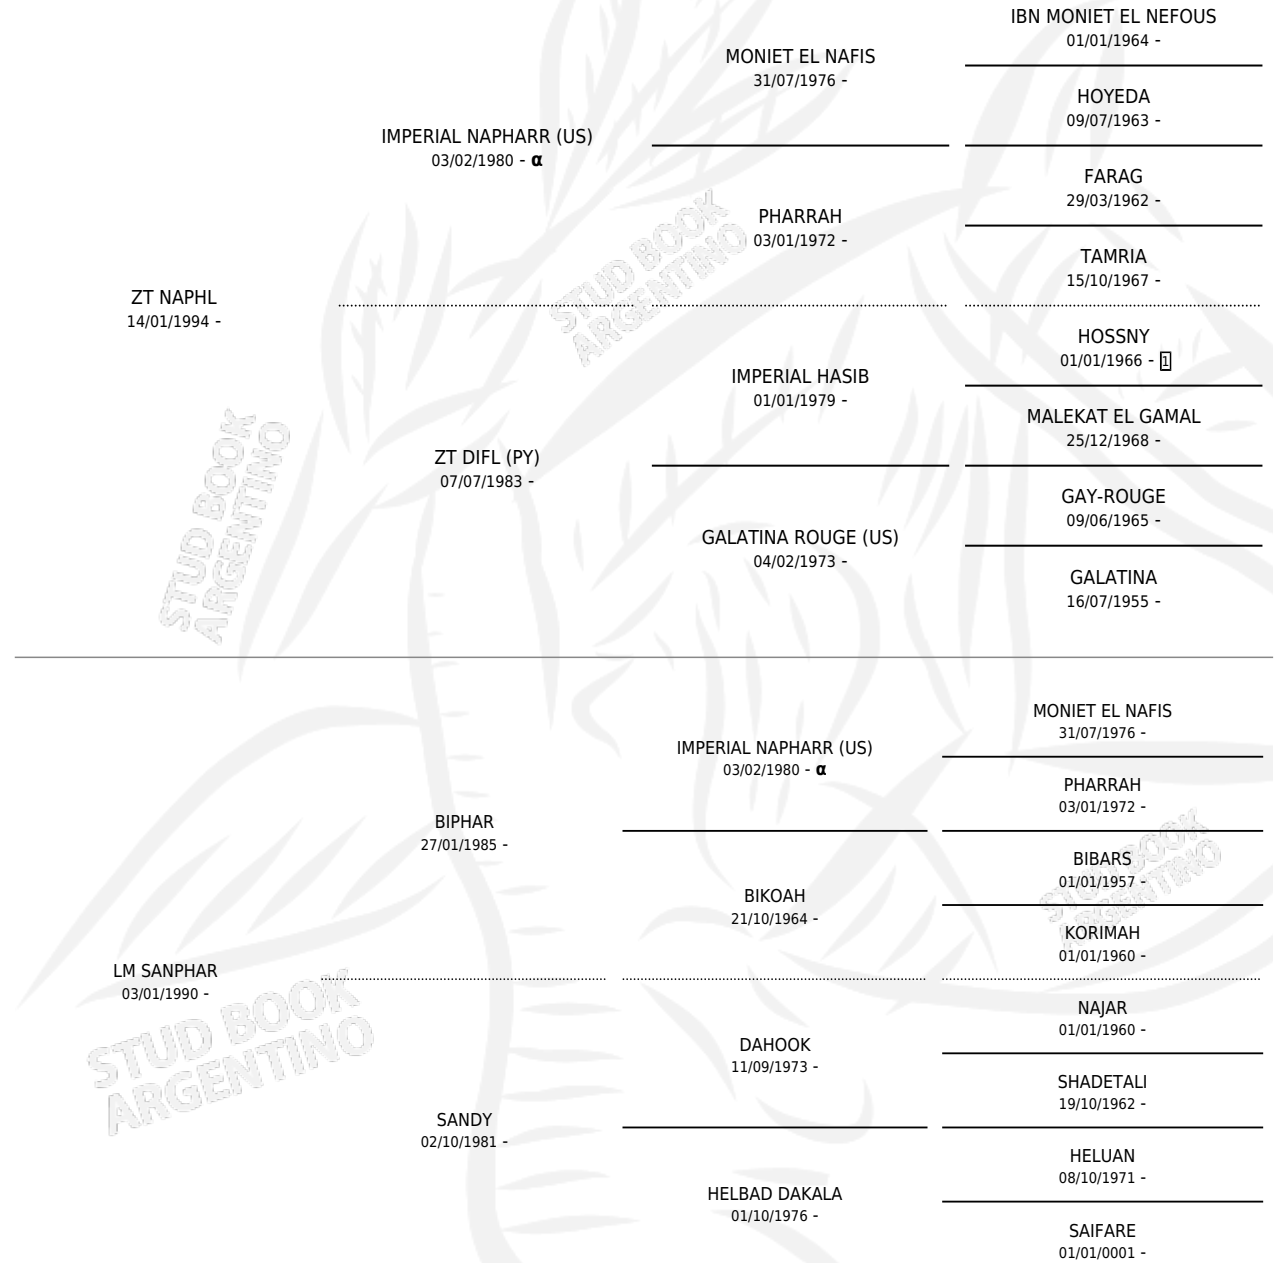 IBN MONIET EL NEFOUS
01/01/1964 -
MONIET EL NAFIS
31/07/1976 -
HOYEDA
09/07/1963 -
IMPERIAL NAPHARR (US)
03/02/1980 - α
FARAG
29/03/1962 -
PHARRAH
03/01/1972 -
TAMRIA
15/10/1967 -
ZT NAPHL
14/01/1994 -
HOSSNY
01/01/1966 - 1
IMPERIAL HASIB
01/01/1979 -
MALEKAT EL GAMAL
25/12/1968 -
ZT DIFL (PY)
07/07/1983 -
GAY-ROUGE
09/06/1965 -
GALATINA ROUGE (US)
04/02/1973 -
GALATINA
16/07/1955 -
MONIET EL NAFIS
31/07/1976 -
IMPERIAL NAPHARR (US)
03/02/1980 - α
PHARRAH
03/01/1972 -
BIPHAR
27/01/1985 -
BIBARS
01/01/1957 -
BIKOAH
21/10/1964 -
KORIMAH
01/01/1960 -
LM SANPHAR
03/01/1990 -
NAJAR
01/01/1960 -
DAHOOK
11/09/1973 -
SHADETALI
19/10/1962 -
SANDY
02/10/1981 -
HELUAN
08/10/1971 -
HELBAD DAKALA
01/10/1976 -
SAIFARE
01/01/0001 -
STUD BOOK
ARGENTINO
STUD BOOK
ARGENTINO
STUD BOOK
ARGENTINO
STUD BOOK
ARGENTINO